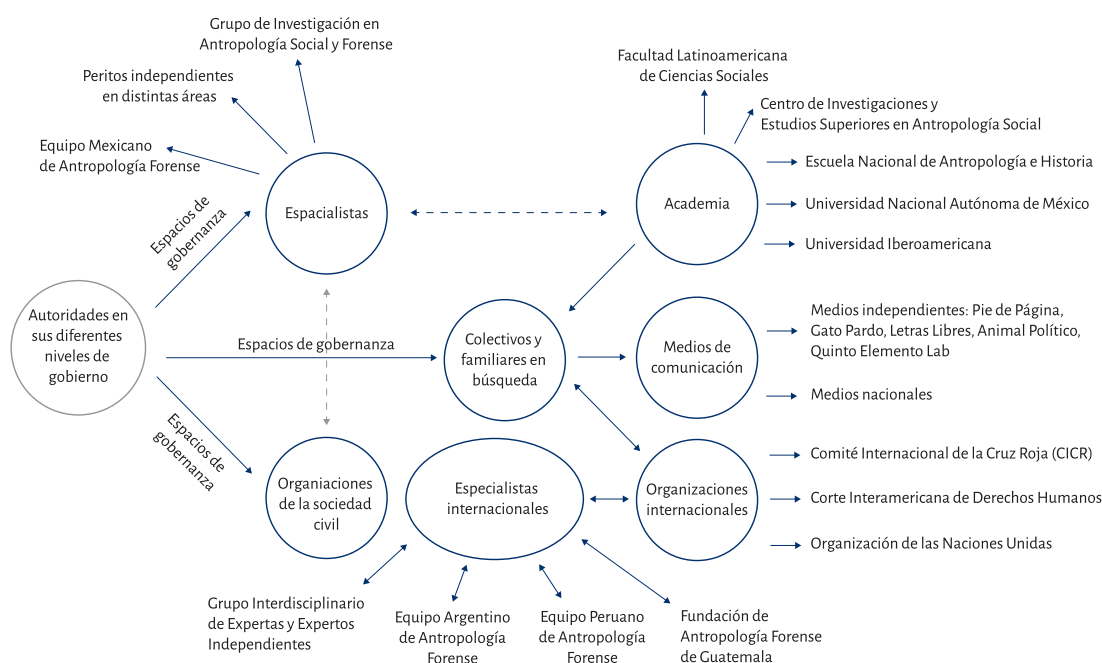 Grupo de Investigación en
Antropología Social y Forense
Peritos independientes
en distintas áreas
Equipo Mexicano
de Antropología Forense
Espacialistas
Espacios de
gobernanza
Facultad Latinoamericana
de Ciencias Sociales
Centro de Investigaciones y
Estudios Superiores en Antropología Social
Escuela Nacional de Antropología e Historia
Academia
Universidad Nacional Autónoma de México
Universidad Iberoamericana
Autoridades en
sus diferentes
niveles de
gobierno
Espacios de gobernanza
Colectivos y
familiares en
búsqueda
Medios de
comunicación
Medios independientes: Pie de Página,
Gato Pardo, Letras Libres, Animal Político,
Quinto Elemento Lab
Medios nacionales
Espacios de
gobernanza
Organiaciones
de la sociedad
civil
Especialistas
internacionales
Organizaciones
internacionales
Comité Internacional de la Cruz Roja (CICR)
Corte Interamericana de Derechos Humanos
Organización de las Naciones Unidas
Grupo Interdisciplinario
de Expertas y Expertos
Independientes
Equipo Argentino
de Antropología
Forense
Equipo Peruano
de Antropología
Forense
Fundación de
Antropología Forense
de Guatemala